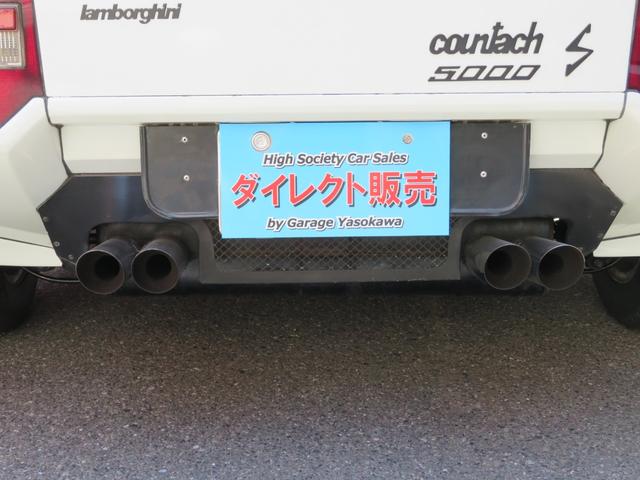 lamborghini
countach S
5000
High Society Car Sales
ダイレクト販売
by Garage Yasokawa